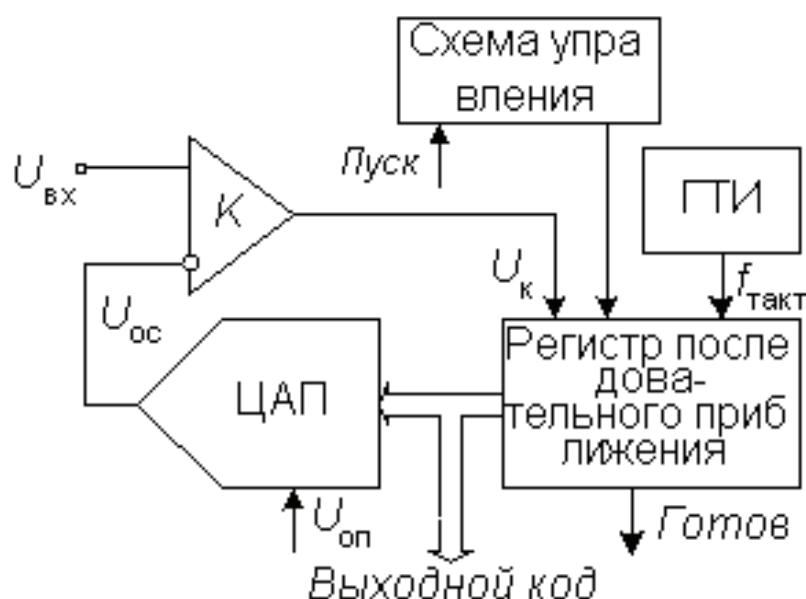 Схема упра
вления
Пуск
ГТИ
Uвх
К
Uк
fтакт
Uос
ЦАП
Регистр после
дова-
тельного приб
лижения
Uоп
Готов
Выходной код